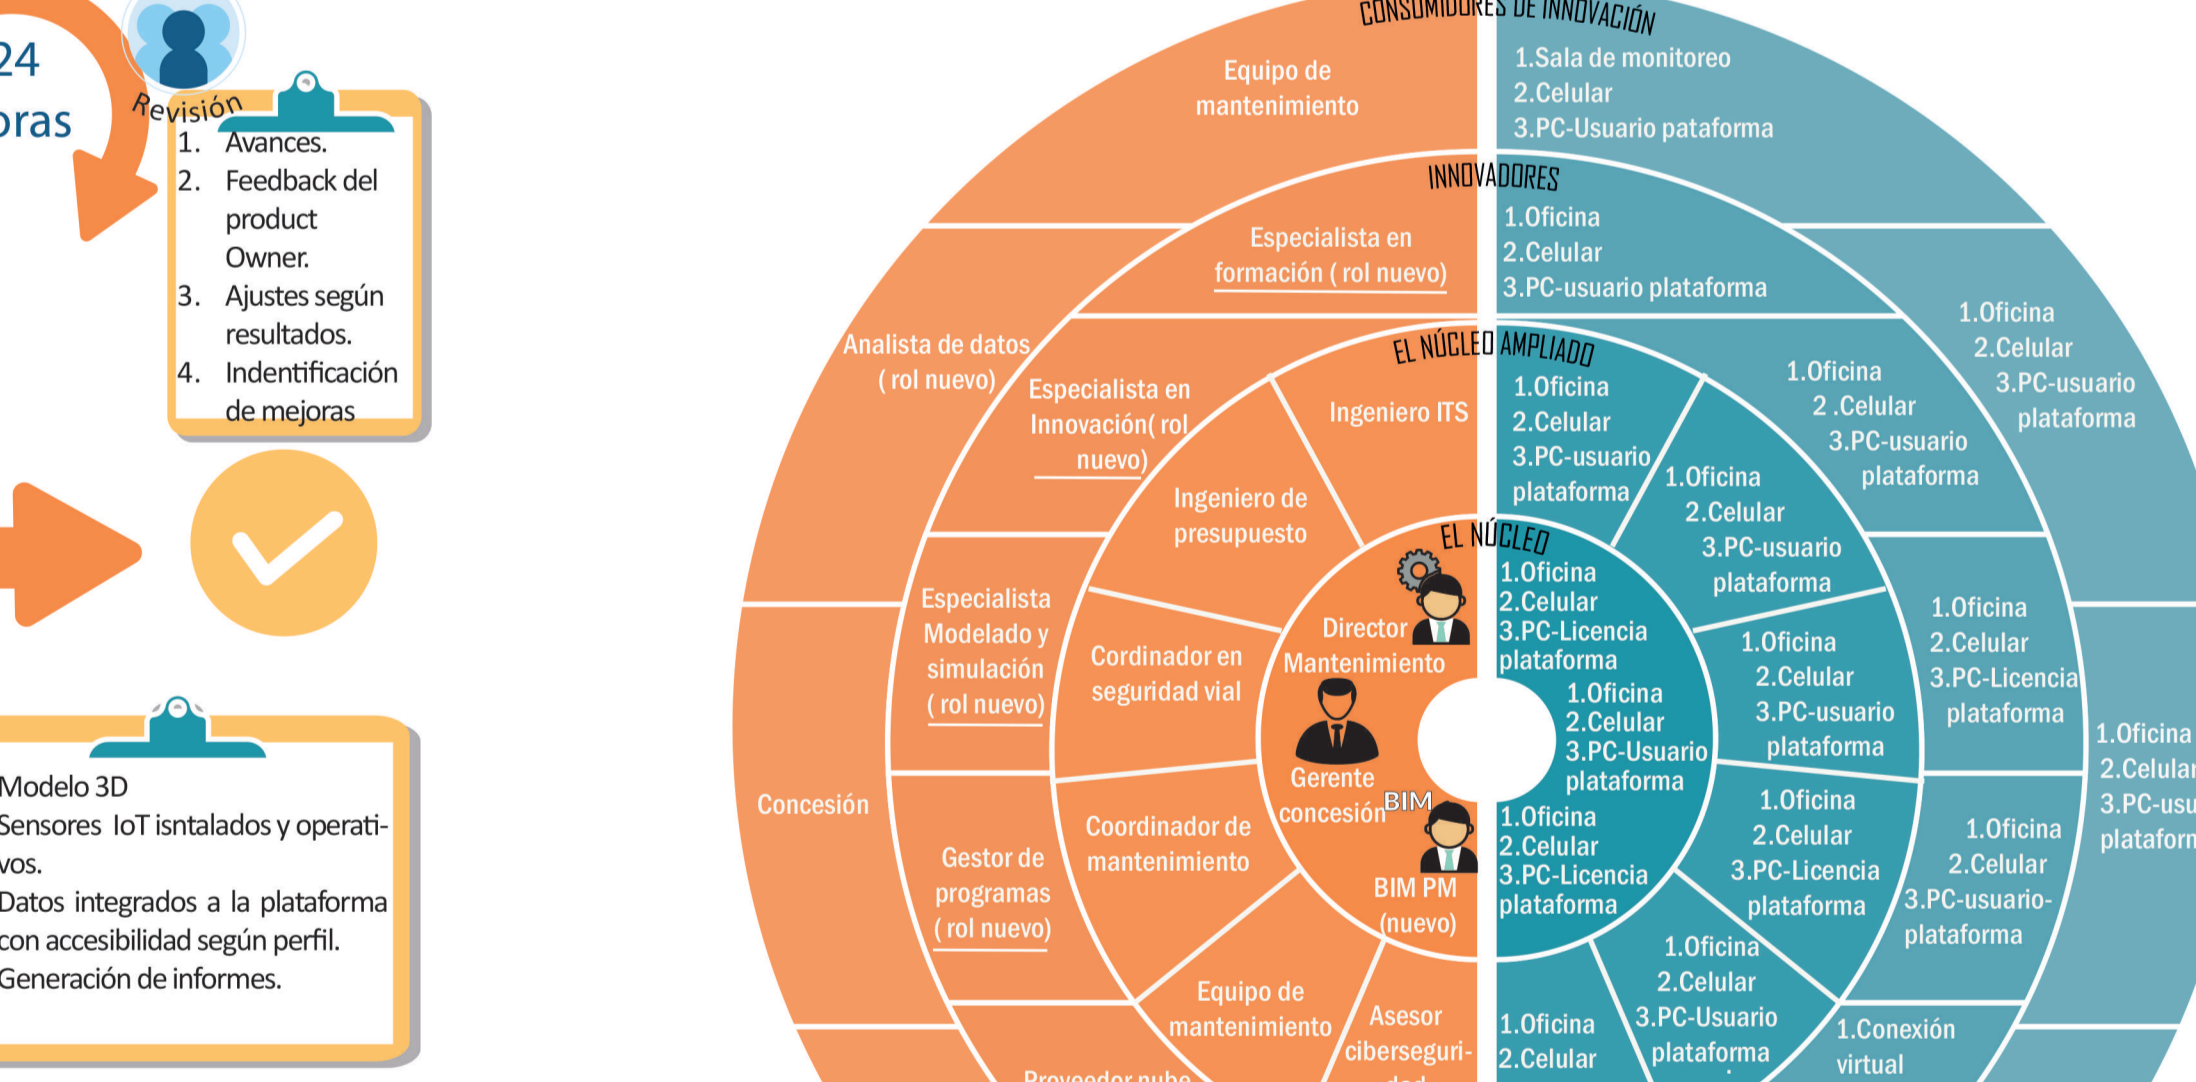 24
Revisión
1. Avances.
2. Feedback del
product
Owner.
3. Ajustes según
resultados.
4. Indentificación
de mejoras
Modelo 3D
Sensores IoT isntalados y operati-
vos.
Datos integrados a la plataforma
con accesibilidad según perfil.
Generación de informes.
CONSUMIDORES DE INNOVACIÓN
Equipo de
mantenimiento
Analista de datos
( rol nuevo)
Concesión
INNOVADORES
Especialista en
formación ( rol nuevo)
Especialista en
Innovación( rol
nuevo)
Especialista
Modelado y
simulación
( rol nuevo)
Gestor de
programas
( rol nuevo)
Proveedor nube
EL NÚCLEO AMPLIADO
Ingeniero ITS
Ingeniero de
presupuesto
Cordinador en
seguridad vial
Coordinador de
mantenimiento
Equipo de
mantenimiento
Asesor
ciberseguri-
dad
EL NÚCLEO
Director
Mantenimiento
Gerente
concesión
BIM
BIM PM
(nuevo)
1.Sala de monitoreo
2.Celular
3.PC-Usuario pataforma
1.Oficina
2.Celular
3.PC-usuario
plataforma
1.Oficina
2.Celular
3.PC-usu
plataform
1.Oficina
2.Celular
3.PC-usuario plataforma
1.Oficina
2 .Celular
3.PC-usuario
plataforma
1.Oficina
2.Celular
3.PC-Licencia
plataforma
1.Oficina
2.Celular
3.PC-usuario-
plataforma
1.Conexión
virtual
1.Oficina
2.Celular
3.PC-usuario
plataforma
1.Oficina
2.Celular
3.PC-usuario
plataforma
1.Oficina
2.Celular
3.PC-usuario
plataforma
1.Oficina
2.Celular
3.PC-Licencia
plataforma
1.Oficina
2.Celular
3.PC-Usuario
plataforma
1.Oficina
2.Celular
1.Oficina
2.Celular
3.PC-Licencia
plataforma
1.Oficina
2.Celular
3.PC-Usuario
plataforma
1.Oficina
2.Celular
3.PC-Licencia
plataforma